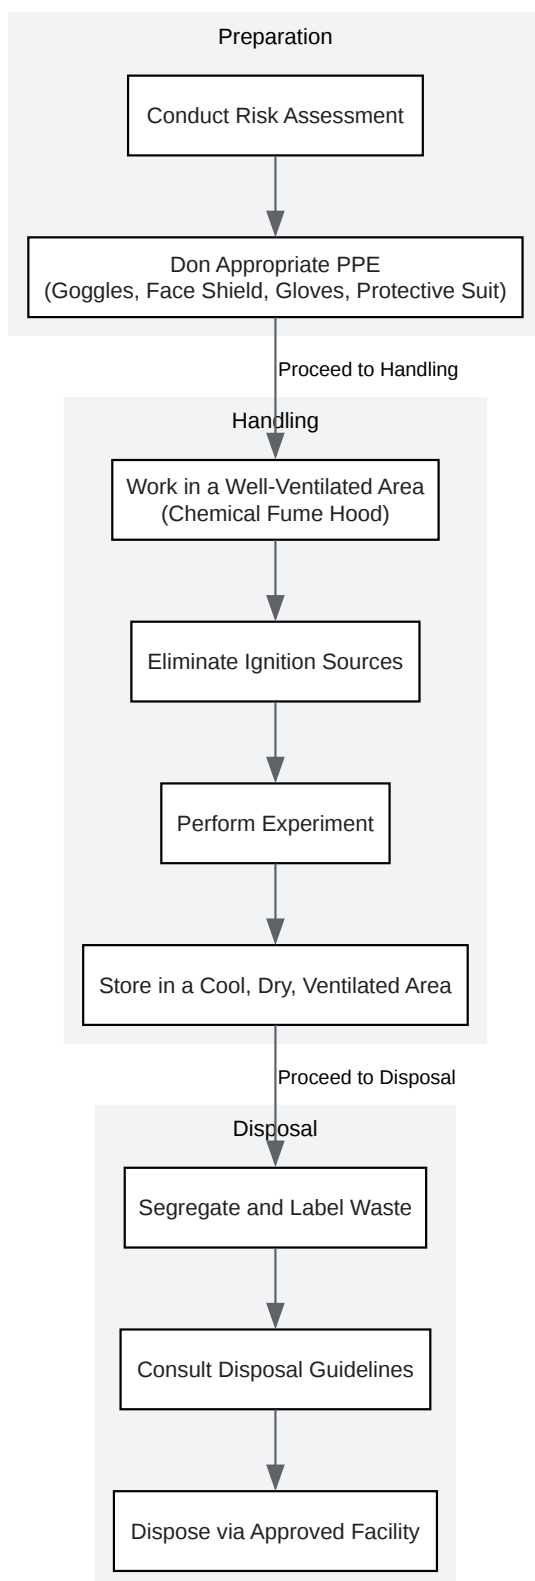 Preparation
Conduct Risk Assessment
Don Appropriate PPE
(Goggles, Face Shield, Gloves, Protective Suit)
Proceed to Handling
Handling
Work in a Well-Ventilated Area
(Chemical Fume Hood)
Eliminate Ignition Sources
Perform Experiment
Store in a Cool, Dry, Ventilated Area
Proceed to Disposal
Disposal
Segregate and Label Waste
Consult Disposal Guidelines
Dispose via Approved Facility